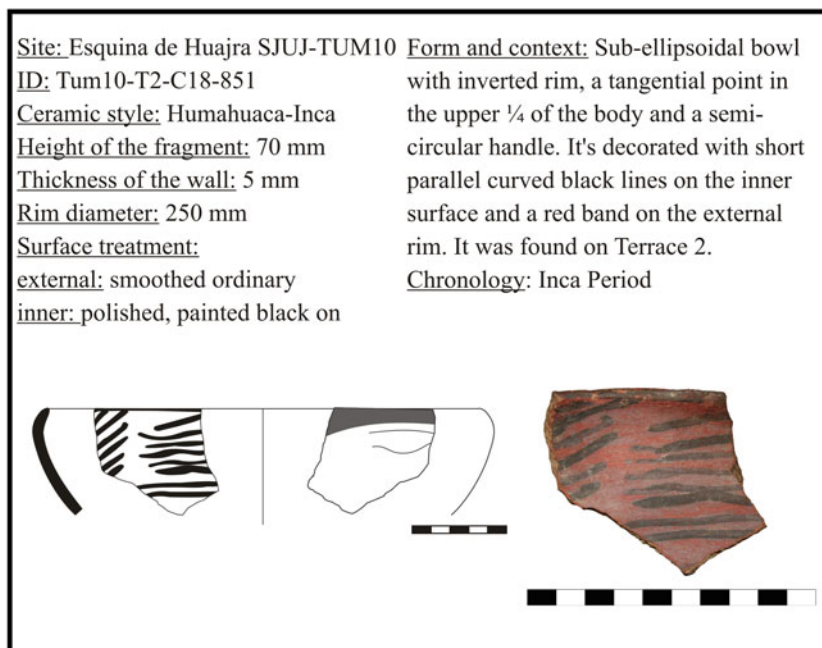 Site: Esquina de Huajra SJUJ-TUM10
ID: Tum10-T2-C18-851
Ceramic style: Humahuaca-Inca
Height of the fragment: 70 mm
Thickness of the wall: 5 mm
Rim diameter: 250 mm
Surface treatment:
external: smoothed ordinary
inner: polished, painted black on
Form and context: Sub-ellipsoidal bowl
with inverted rim, a tangential point in
the upper ¼ of the body and a semi-
circular handle. It's decorated with short
parallel curved black lines on the inner
surface and a red band on the external
rim. It was found on Terrace 2.
Chronology: Inca Period